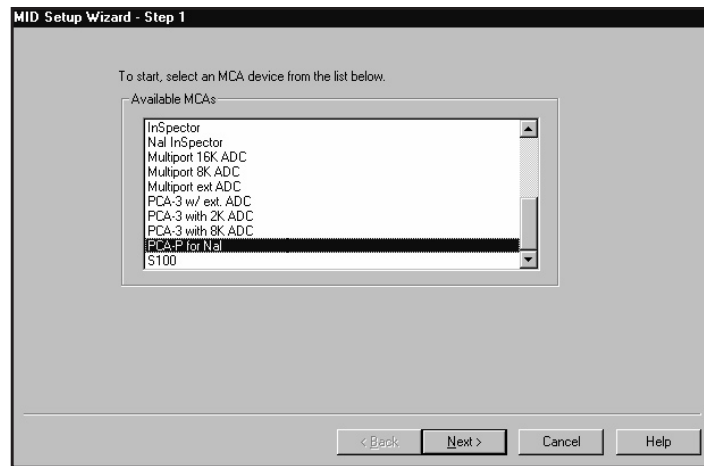 MID Setup Wizard - Step 1
To start, select an MCA device from the list below.
Available MCAs
InSpector
NaI InSpector
Multiport 16K ADC
Multiport 8K ADC
Multiport ext ADC
PCA-3 w/ ext. ADC
PCA-3 with 2K ADC
PCA-3 with 8K ADC
PCA-P for NaI
S100
< Back
Next >
Cancel
Help